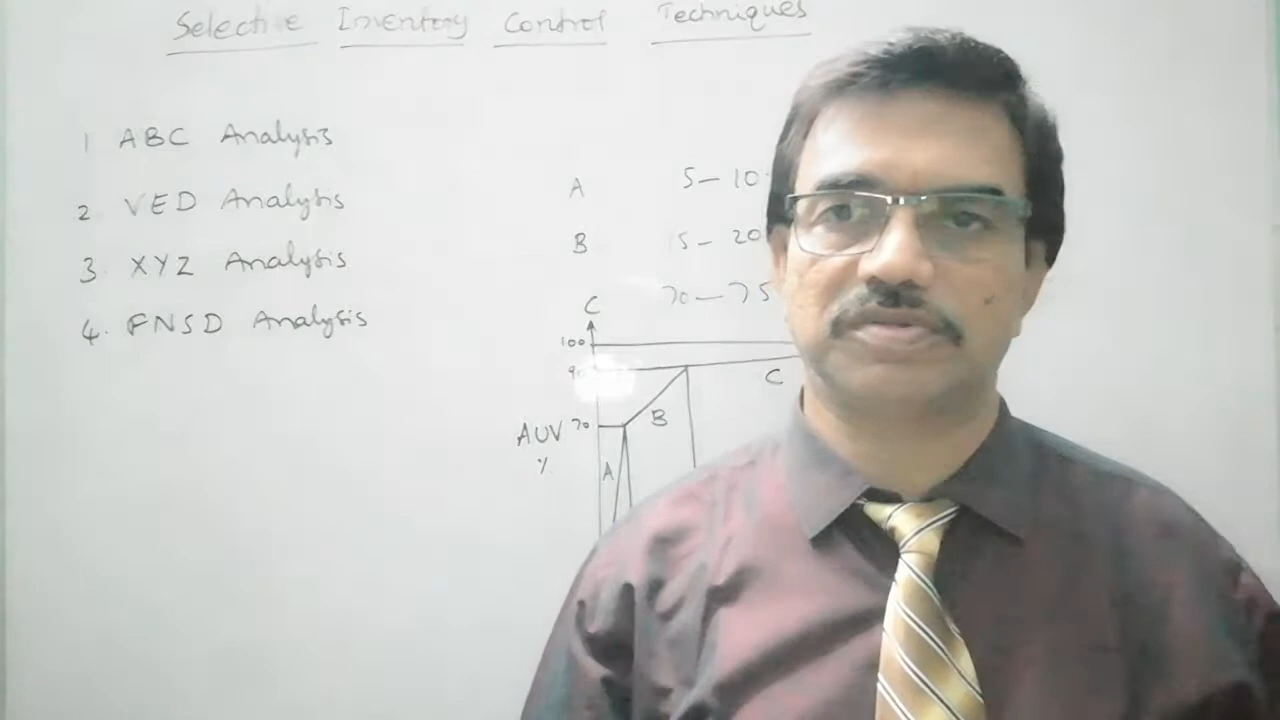 Selective Inventory Control Techniques
1 ABC Analysis
2 VED Analysis
3. XYZ Analysis
4. FNSD Analysis
A 5-10
B 15-20
70-75
C
100
90
C
B
AUV 70
%
A